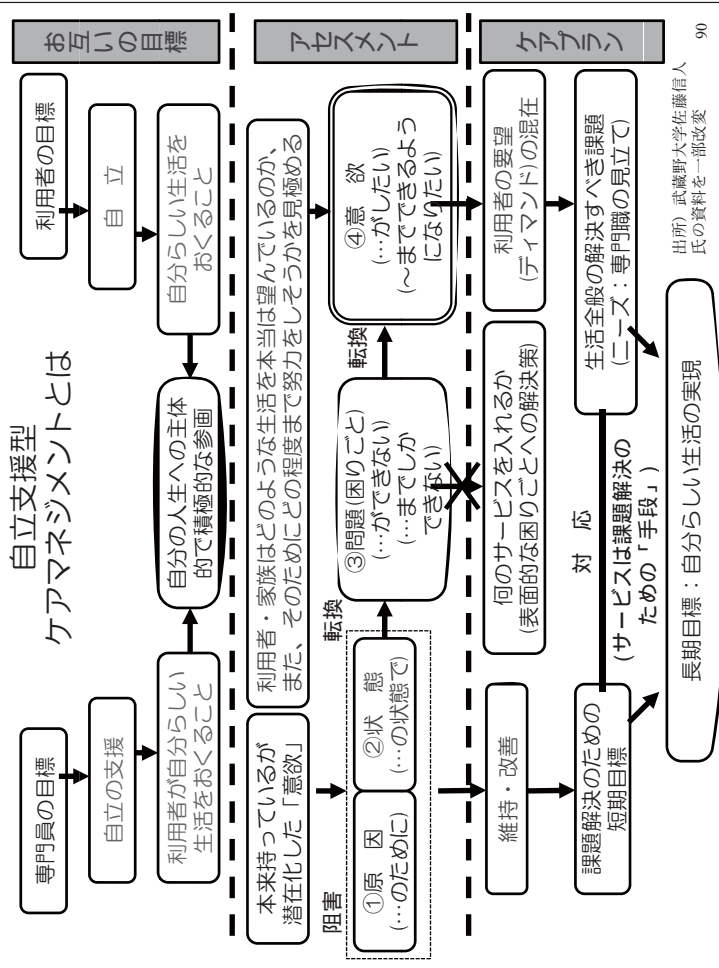 自立支援型
ケアマネジメントとは
お互いの目標
専門員の目標
自立の支援
利用者が自分らしい
生活をおくること
自分の人生への主体
的で積極的な参画
利用者の目標
自　立
自分らしい生活を
おくること
アセスメント
本来持っているが
潜在化した「意欲」
利用者・家族はどのような生活を本当は望んでいるのか、
また、そのためにどの程度まで努力をしそうかを見極める
阻害
①原　因
(…のために)
②状　態
(…の状態で)
転換
③問題(困りごと)
(…ができない)
(…までしか
できない)
転換
④意　欲
(…がしたい)
(～までできるよう
になりたい)
ケアプラン
維持・改善
何のサービスを入れるか
(表面的な困りごとへの解決策)
利用者の要望
(ディマンド)の混在
課題解決のための
短期目標
対　応
(サービスは課題解決の
ための「手段」)
生活全般の解決すべき課題
(ニーズ：専門職の見立て)
長期目標：自分らしい生活の実現
出所）武蔵野大学佐藤信人
氏の資料を一部改変
90